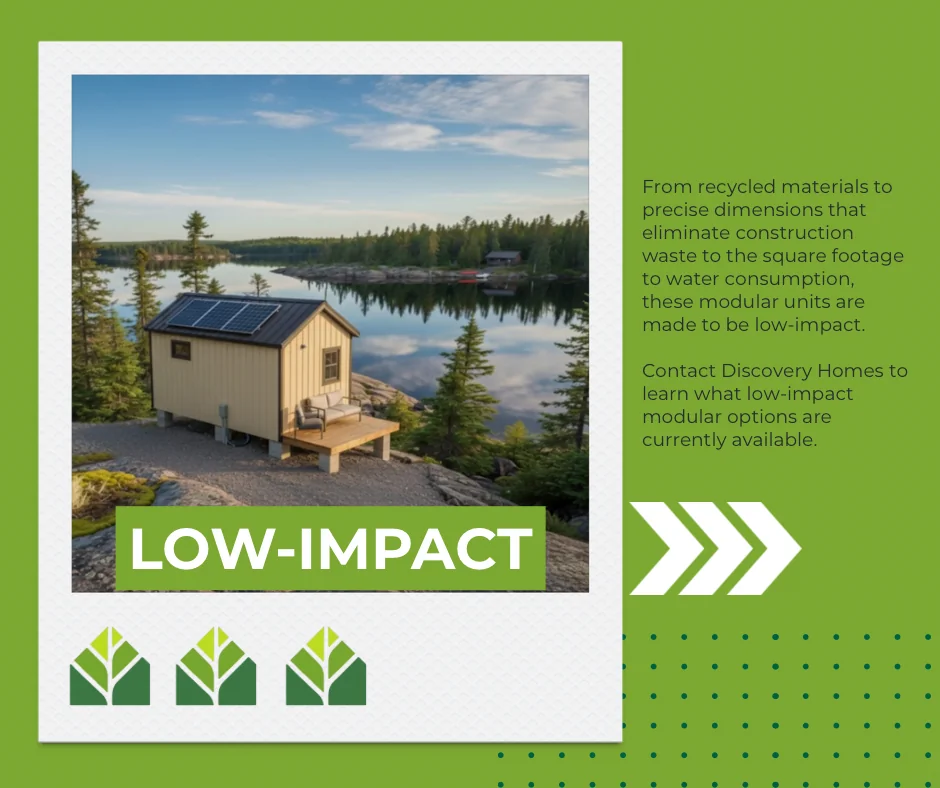 LOW-IMPACT
From recycled materials to
precise dimensions that
eliminate construction
waste to the square footage
to water consumption,
these modular units are
made to be low-impact.
Contact Discovery Homes to
learn what low-impact
modular options are
currently available.